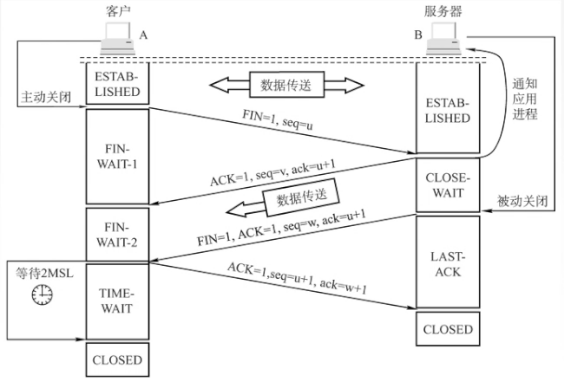 客户
服务器
A
B
ESTAB-
LISHED
数据传送
通知
应用
进程
主动关闭
FIN=1, seq=u
ESTAB-
LISHED
FIN-
WAIT-1
ACK=1, seq=v, ack=u+1
CLOSE-
WAIT
数据传送
被动关闭
FIN-
WAIT-2
FIN=1, ACK=1, seq=w, ack=u+1
LAST-
ACK
等待2MSL
ACK=1,seq=u+1, ack=w+1
TIME-
WAIT
CLOSED
CLOSED